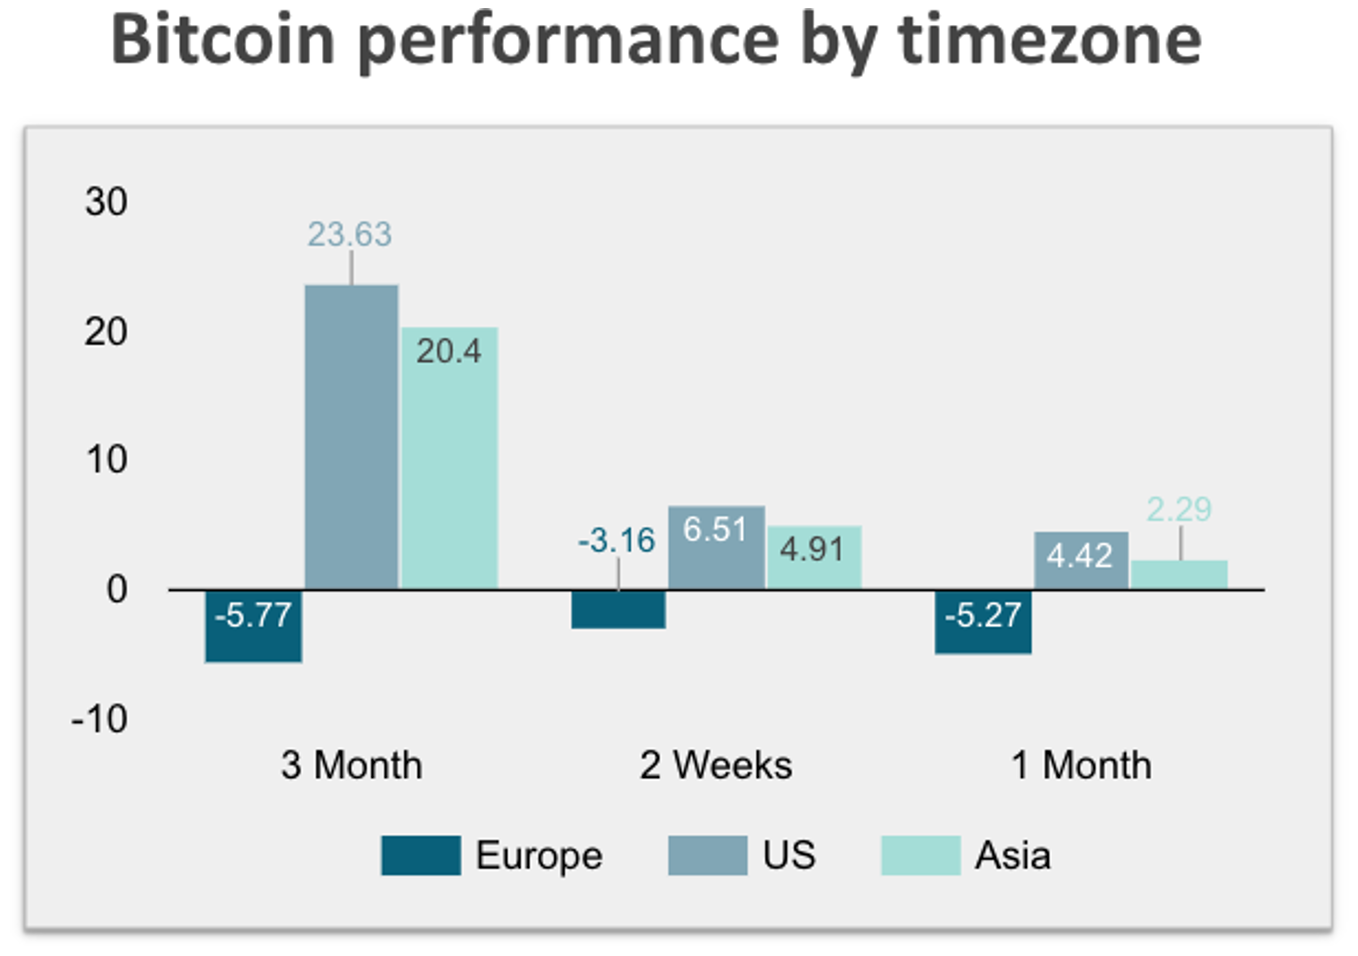 Bitcoin performance by timezone
30
23.63
20
20.4
10
-3.16
6.51
4.91
2.29
4.42
0
-5.77
-5.27
-10
3 Month
2 Weeks
1 Month
Europe
US
Asia